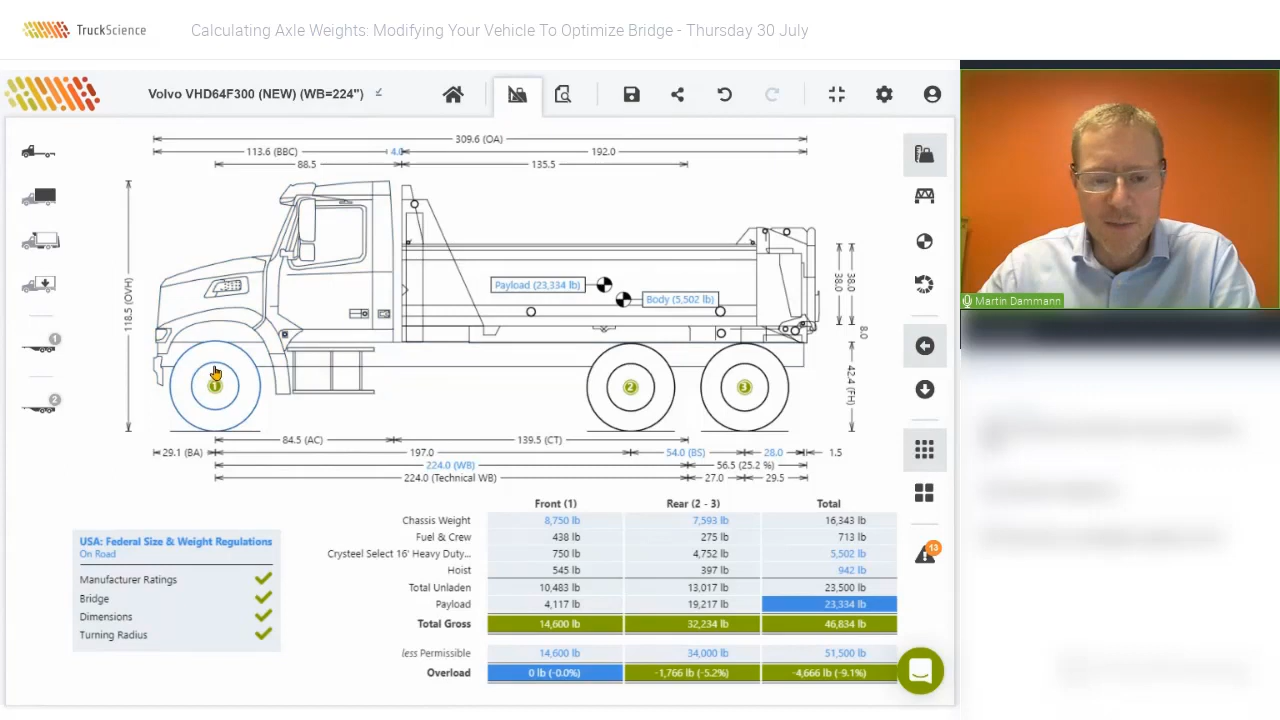 TruckScience
Calculating Axle Weights: Modifying Your Vehicle To Optimize Bridge - Thursday 30 July
Volvo VHD64F300 (NEW) (WB=224")
309.6 (OA)
113.6 (BBC) 4.0 192.0
88.5 135.5
118.5 (OVH)
Payload (23,334 lb)
Body (5,502 lb)
38.0 38.0
8.0
42.4 (FH)
1 2 3
1
2
13
84.5 (AC) 139.5 (CT)
29.1 (BA) 197.0 54.0 (BS) 28.0 1.5
224.0 (WB) 56.5 (25.2 %)
224.0 (Technical WB) 27.0 29.5
Front (1) Rear (2 - 3) Total
Chassis Weight 8,750 lb 7,593 lb 16,343 lb
Fuel & Crew 438 lb 275 lb 713 lb
Crysteel Select 16' Heavy Duty... 750 lb 4,752 lb 5,502 lb
Hoist 545 lb 397 lb 942 lb
Total Unladen 10,483 lb 13,017 lb 23,500 lb
Payload 4,117 lb 19,217 lb 23,334 lb
Total Gross 14,600 lb 32,234 lb 46,834 lb
less Permissible 14,600 lb 34,000 lb 51,500 lb
Overload 0 lb (-0.0%) -1,766 lb (-5.2%) -4,666 lb (-9.1%)
USA: Federal Size & Weight Regulations
On Road
Manufacturer Ratings
Bridge
Dimensions
Turning Radius
Martin Dammann